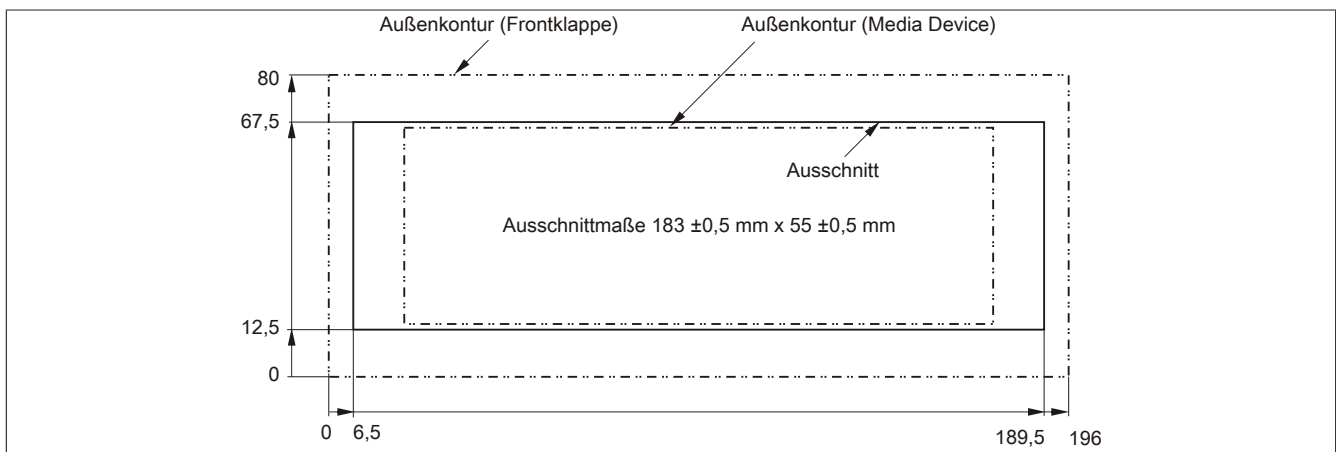 Außenkontur (Frontklappe)
Außenkontur (Media Device)
80
67,5
Ausschnitt
Ausschnittmaße 183 ±0,5 mm x 55 ±0,5 mm
12,5
0
0
6,5
189,5
196